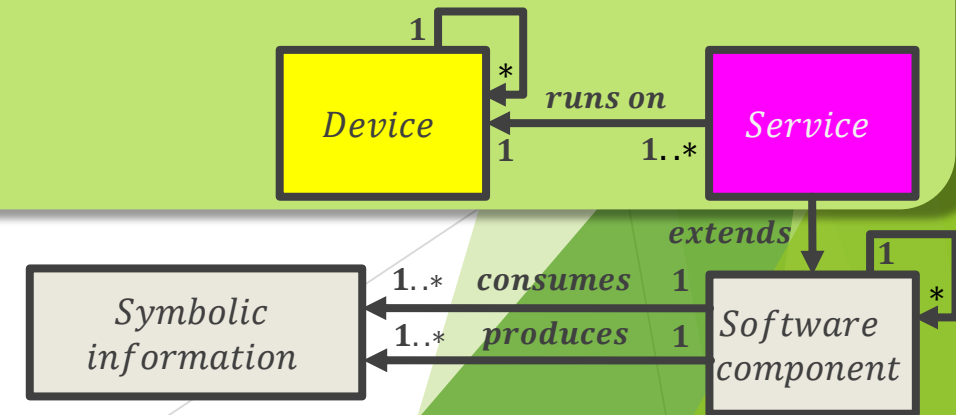 1
*
Device
runs on
Service
1
1..*
extends
1
1..* consumes 1
*
Symbolic
information
1..* produces 1
Software
component